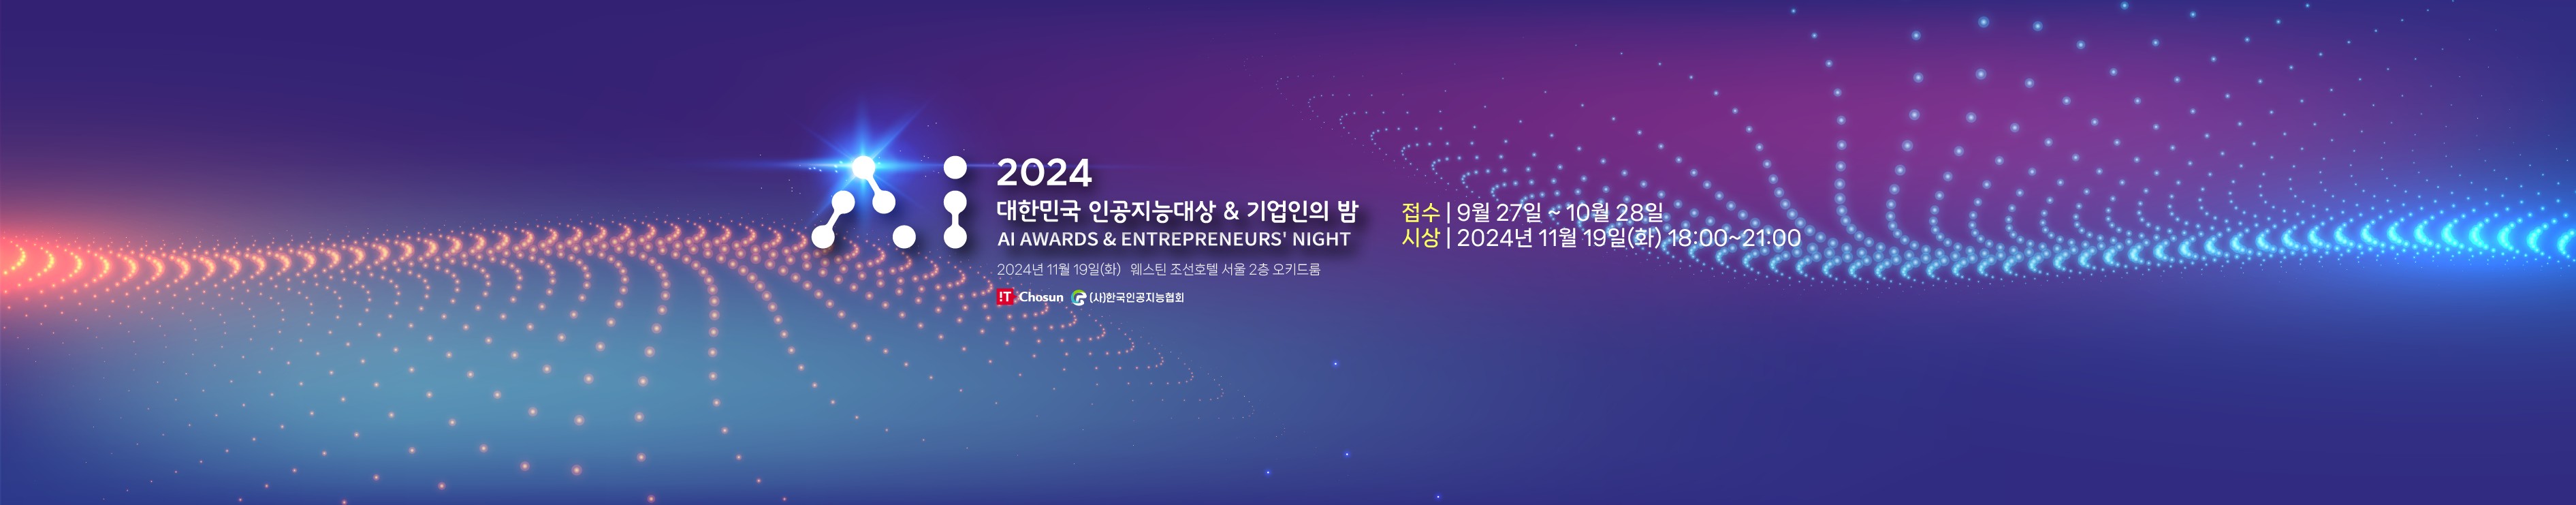 2024
대한민국 인공지능대상 & 기업인의 밤
AI AWARDS & ENTREPRENEURS' NIGHT
2024년 11월 19일(화) 웨스틴 조선호텔 서울 2층 오키드룸
IT Chosun (사)한국인공지능협회
접수 | 9월 27일 ~ 10월 28일
시상 | 2024년 11월 19일(화) 18:00~21:00